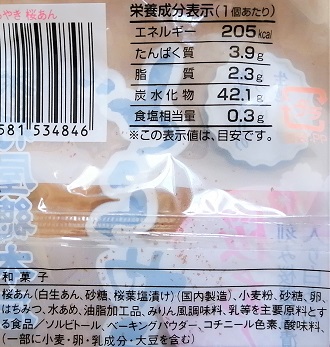 やき 桜あん
栄養成分表示(1個あたり)
エネルギー 205kcal
たんぱく質 3.9g
脂質 2.3g
炭水化物 42.1g
食塩相当量 0.3g
※この表示値は、目安です。
581534846
和菓子
桜あん(白生あん、砂糖、桜葉塩漬け)(国内製造)、小麦粉、砂糖、卵、
はちみつ、水あめ、油脂加工品、みりん風調味料、乳等を主要原料とす
る食品/ソルビトール、ベーキングパウダー、コチニール色素、酸味料、
(一部に小麦・卵・乳成分・大豆を含む)